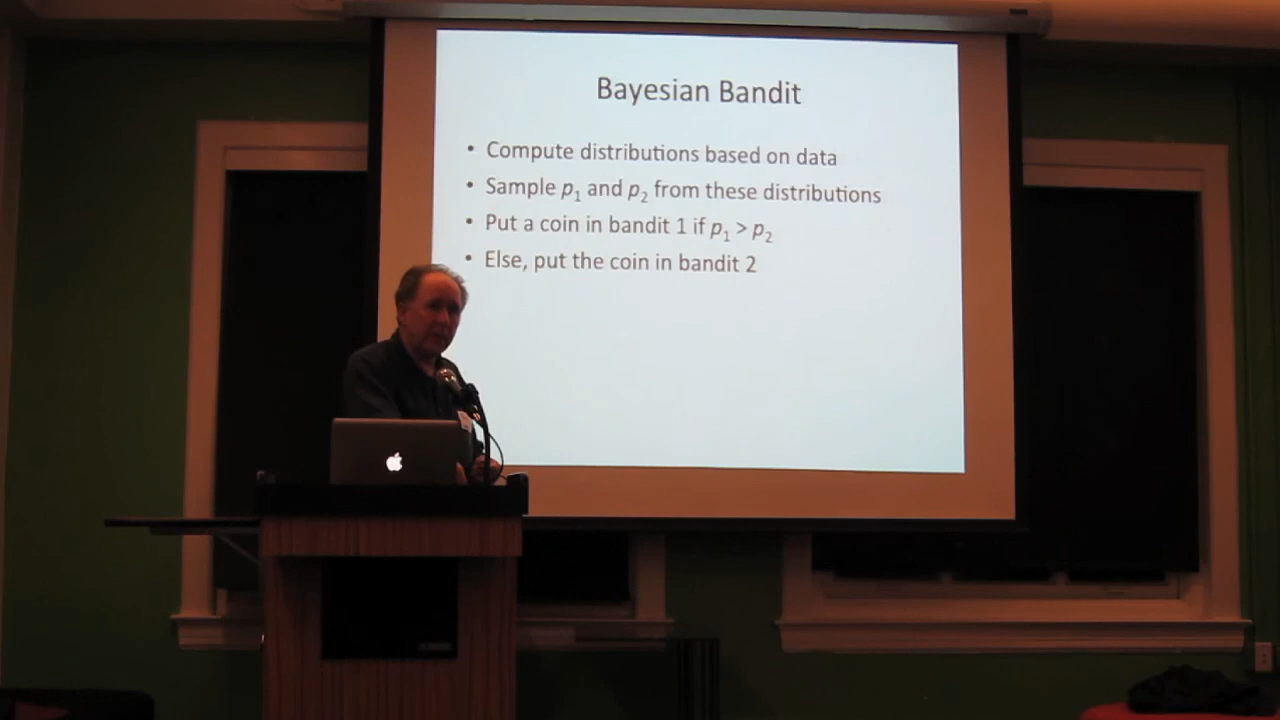 Bayesian Bandit
• Compute distributions based on data
• Sample p₁ and p₂ from these distributions
• Put a coin in bandit 1 if p₁ > p₂
• Else, put the coin in bandit 2